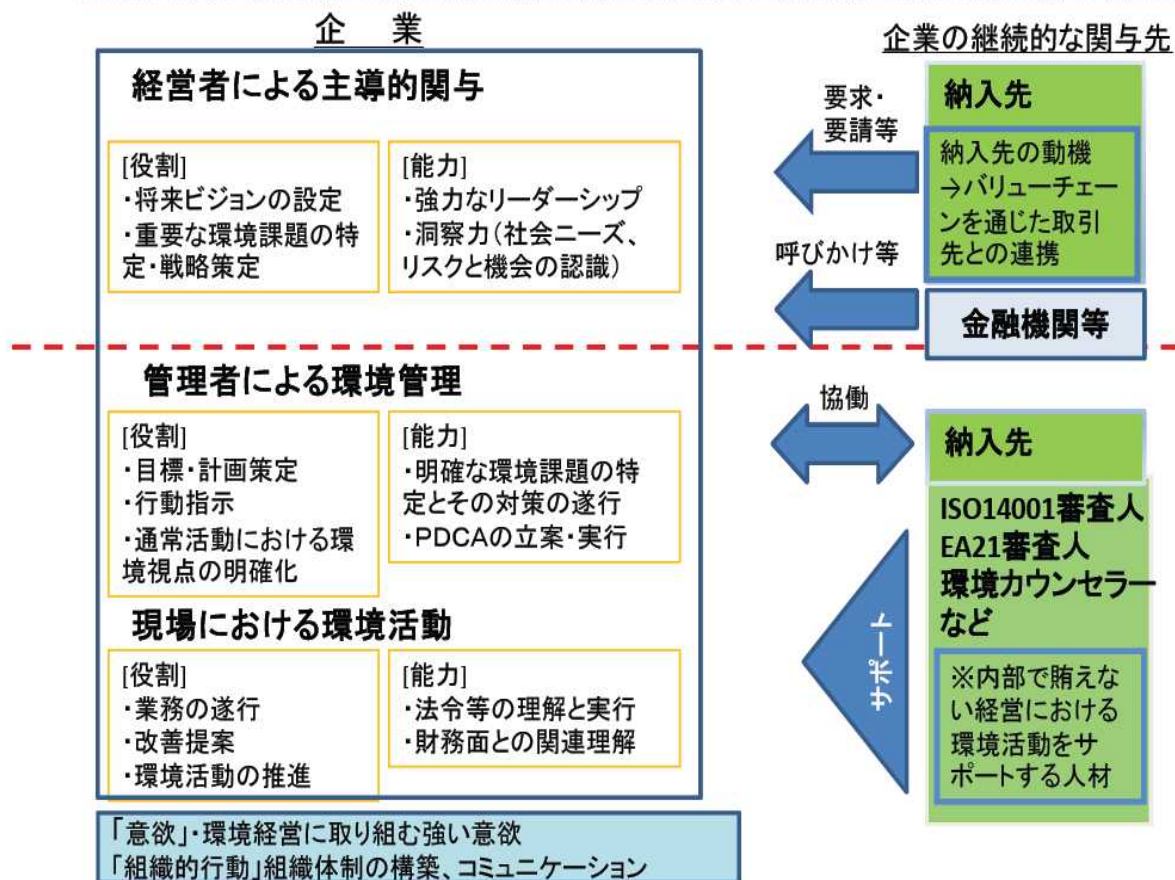 企　業
経営者による主導的関与
[役割]
・将来ビジョンの設定
・重要な環境課題の特
定・戦略策定
[能力]
・強力なリーダーシップ
・洞察力(社会ニーズ、
リスクと機会の認識)
管理者による環境管理
[役割]
・目標・計画策定
・行動指示
・通常活動における環
境視点の明確化
[能力]
・明確な環境課題の特
定とその対策の遂行
・PDCAの立案・実行
現場における環境活動
[役割]
・業務の遂行
・改善提案
・環境活動の推進
[能力]
・法令等の理解と実行
・財務面との関連理解
「意欲」・環境経営に取り組む強い意欲
「組織的行動」組織体制の構築、コミュニケーション
要求・
要請等
呼びかけ等
協働
サポート
企業の継続的な関与先
納入先
納入先の動機
→バリューチェー
ンを通じた取引
先との連携
金融機関等
納入先
ISO14001審査人
EA21審査人
環境カウンセラー
など
※内部で賄えな
い経営における
環境活動をサ
ポートする人材